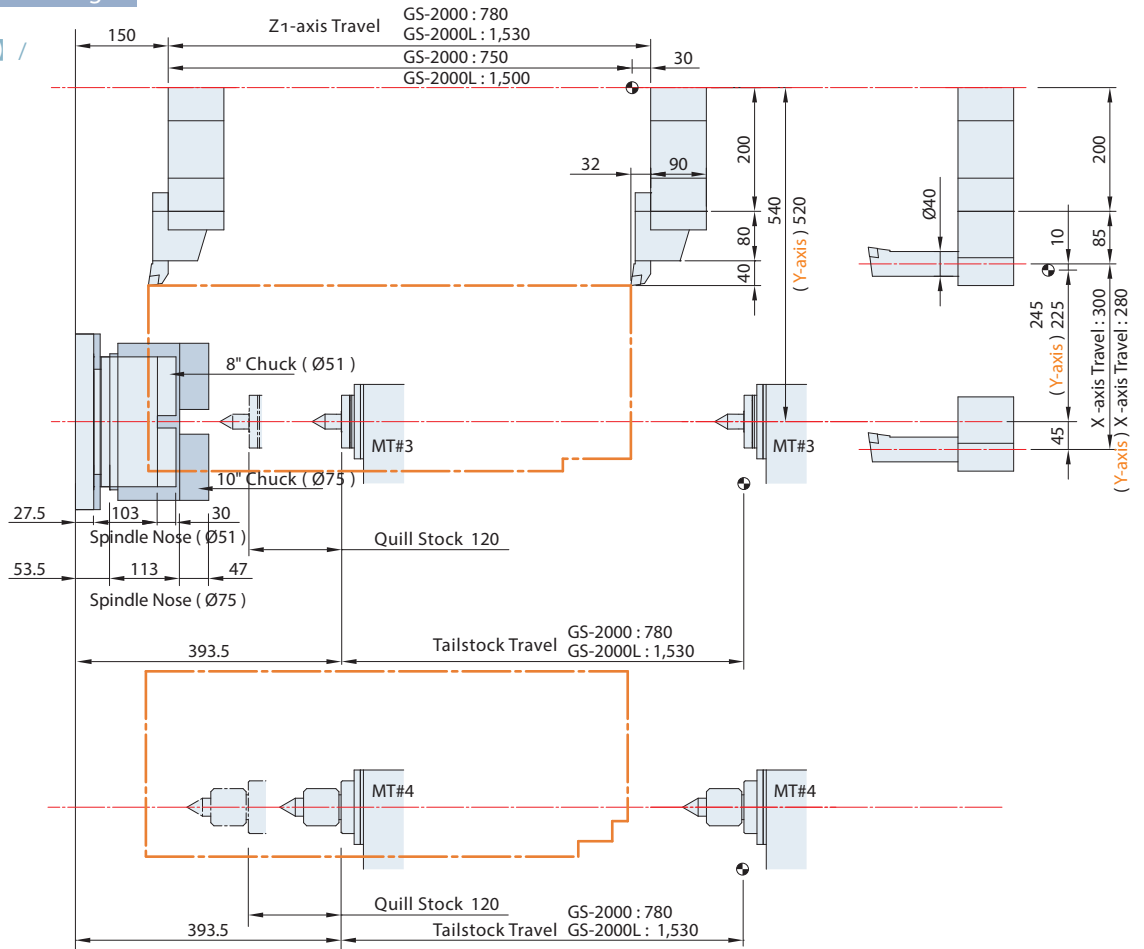 /
150
Z1-axis Travel
GS-2000 : 780
GS-2000L : 1,530
GS-2000 : 750
GS-2000L : 1,500
30
32
90
200
80
40
540
( Y-axis ) 520
Ø40
200
10
85
245
( Y-axis ) 225
X -axis Travel : 300
( Y-axis ) X -axis Travel : 280
45
8" Chuck ( Ø51 )
MT#3
MT#3
10" Chuck ( Ø75 )
27.5
103
30
Spindle Nose ( Ø51 )
Quill Stock 120
53.5
113
47
Spindle Nose ( Ø75 )
393.5
Tailstock Travel
GS-2000 : 780
GS-2000L : 1,530
MT#4
MT#4
Quill Stock 120
393.5
Tailstock Travel
GS-2000 : 780
GS-2000L : 1,530